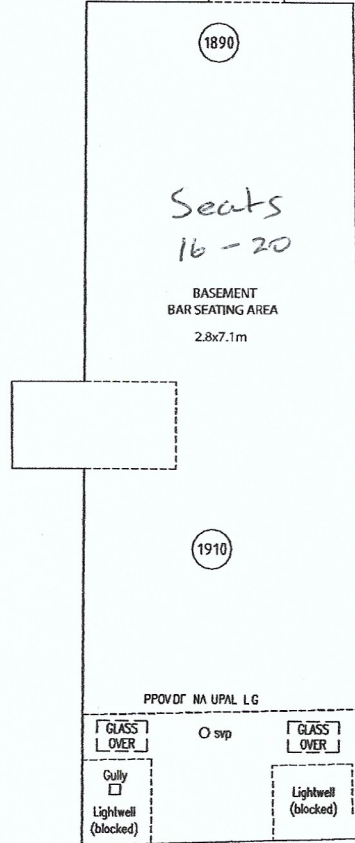 1890
Seats
16 - 20
BASEMENT
BAR SEATING AREA
2.8x7.1m
1910
GLASS
OVER
svp
GLASS
OVER
Gully
Lightwell
(blocked)
Lightwell
(blocked)